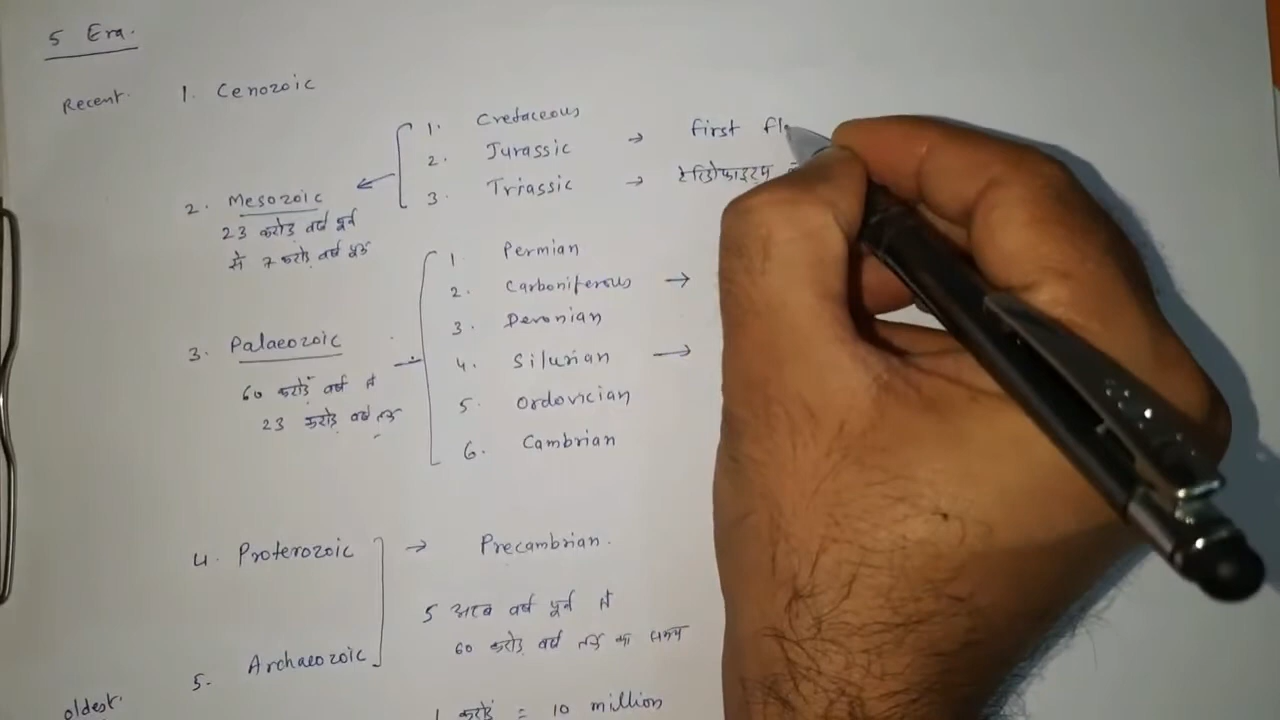 5 Era.
Recent. 1. Cenozoic
1. Cretaceous
2. Jurassic → First fl
3. Triassic → टेरिडोफाइट्स
2. Mesozoic
23 करोड़ वर्ष पूर्व
से 7 करोड़ वर्ष पूर्व
1. Permian
2. Carboniferous →
3. Devonian
4. Silurian →
5. Ordovician
6. Cambrian
3. Palaeozoic
60 करोड़ वर्ष से
23 करोड़ वर्ष तक
4. Proterozoic → Precambrian.
5 अरब वर्ष पूर्व से
60 करोड़ वर्ष तक का समय
5. Archaeozoic
oldest.
1 करोड़ = 10 million